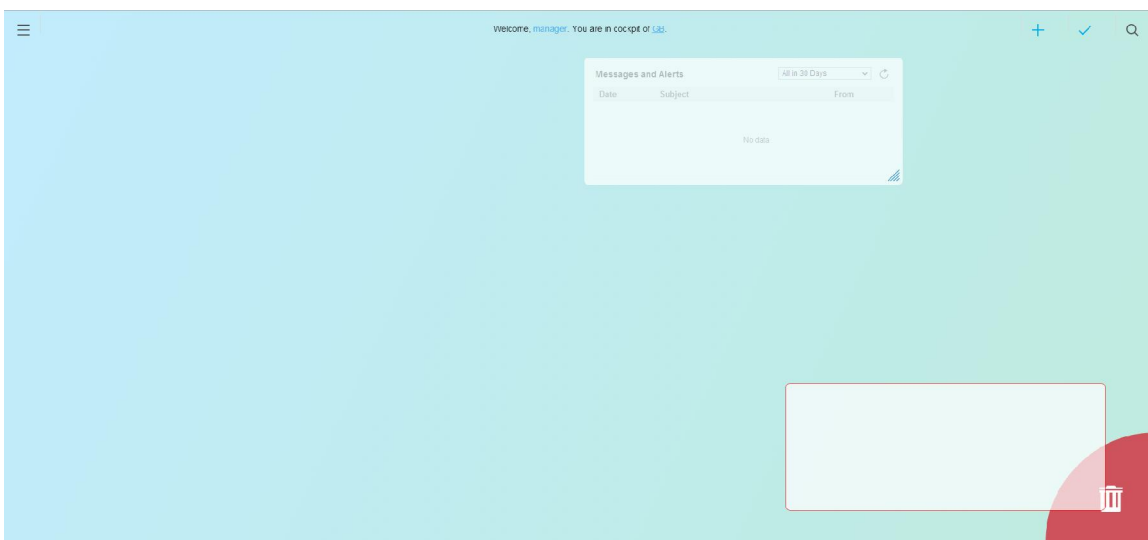 Welcome, manager. You are in cockpit of GB.
Messages and Alerts
All in 30 Days
Date Subject From
No data